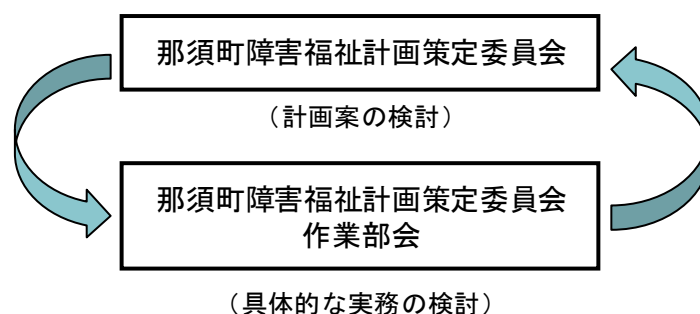 那須町障害福祉計画策定委員会
（計画案の検討）
那須町障害福祉計画策定委員会
作業部会
（具体的な実務の検討）